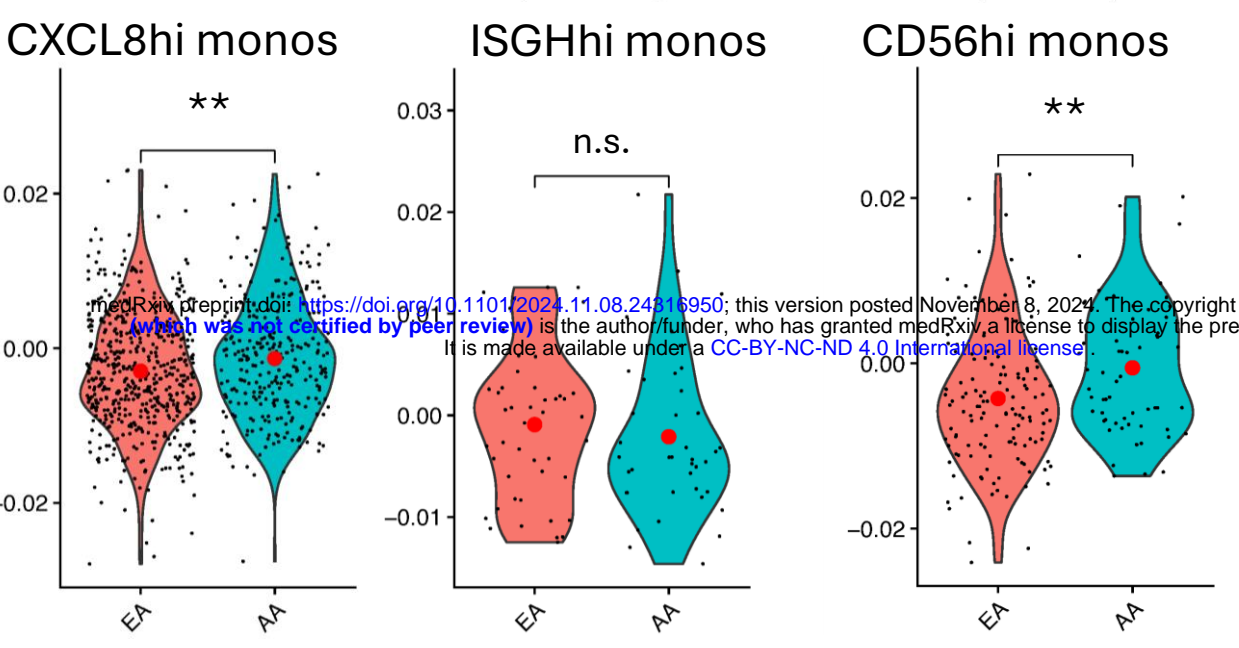 CXCL8hi monos ISGHhi monos CD56hi monos
** n.s. **
0.02
0.00
-0.02
0.03
0.02
0.01
0.00
−0.01
0.02
0.00
−0.02
medRxiv preprint doi: https://doi.org/10.1101/2024.11.08.24316950; this version posted November 8, 2024. The copyright
(which was not certified by peer review) is the author/funder, who has granted medRxiv a license to display the pre
It is made available under a CC-BY-NC-ND 4.0 International license .
EA AA EA AA EA AA